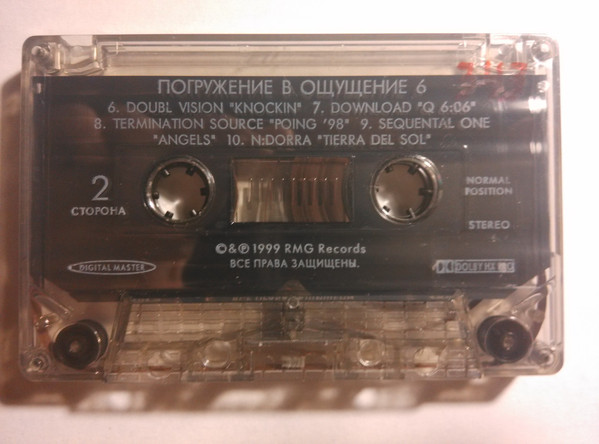 ПОГРУЖЕНИЕ В ОЩУЩЕНИЕ 6
6. DOUBL VISION "KNOCKIN" 7. DOWNLOAD "Q 6:06"
8. TERMINATION SOURCE "POING '98" 9. SEQUENTAL ONE
"ANGELS" 10. N:DORRA "TIERRA DEL SOL"
2
СТОРОНА
NORMAL
POSITION
STEREO
©&℗ 1999 RMG Records
ВСЕ ПРАВА ЗАЩИЩЕНЫ.
DIGITAL MASTER
DOLBY HX